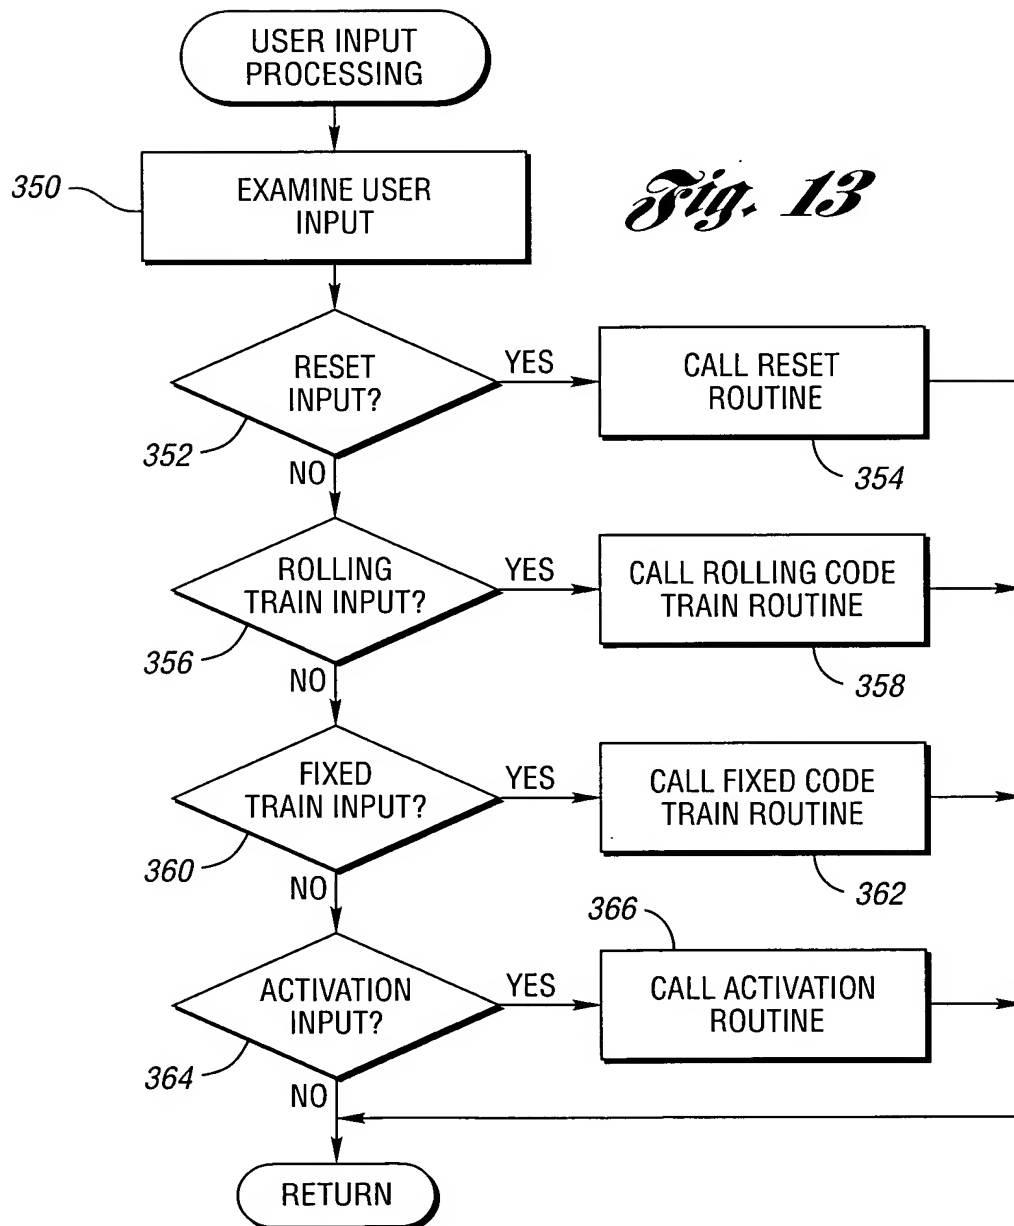 USER INPUT
PROCESSING
350
EXAMINE USER
INPUT
Fig. 13
RESET
INPUT?
352
YES
CALL RESET
ROUTINE
354
NO
ROLLING
TRAIN INPUT?
356
YES
CALL ROLLING CODE
TRAIN ROUTINE
358
NO
FIXED
TRAIN INPUT?
360
YES
CALL FIXED CODE
TRAIN ROUTINE
362
NO
366
ACTIVATION
INPUT?
364
YES
CALL ACTIVATION
ROUTINE
NO
RETURN